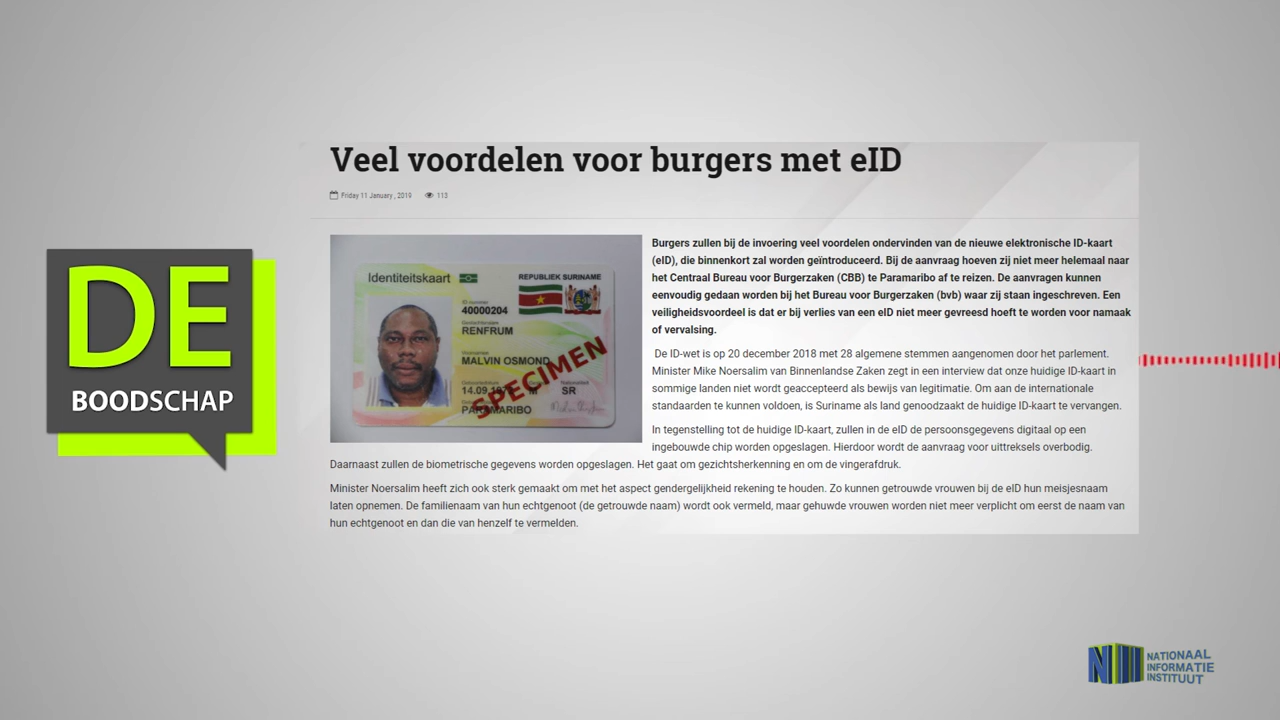 DE
BOODSCHAP
Veel voordelen voor burgers met eID
Friday 11 January , 2019 113
Identiteitskaart
REPUBLIEK SURINAME
ID nummer
40000204
RENFRUM
Voornamen
MALVIN OSMOND
14.09
M
SR
PARAMARIBO
SPECIMEN
Burgers zullen bij de invoering veel voordelen ondervinden van de nieuwe elektronische ID-kaart
(eID), die binnenkort zal worden geïntroduceerd. Bij de aanvraag hoeven zij niet meer helemaal naar
het Centraal Bureau voor Burgerzaken (CBB) te Paramaribo af te reizen. De aanvragen kunnen
eenvoudig gedaan worden bij het Bureau voor Burgerzaken (bvb) waar zij staan ingeschreven. Een
veiligheidsvoordeel is dat er bij verlies van een eID niet meer gevreesd hoeft te worden voor namaak
of vervalsing.
De ID-wet is op 20 december 2018 met 28 algemene stemmen aangenomen door het parlement.
Minister Mike Noersalim van Binnenlandse Zaken zegt in een interview dat onze huidige ID-kaart in
sommige landen niet wordt geaccepteerd als bewijs van legitimatie. Om aan de internationale
standaarden te kunnen voldoen, is Suriname als land genoodzaakt de huidige ID-kaart te vervangen.
In tegenstelling tot de huidige ID-kaart, zullen in de eID de persoonsgegevens digitaal op een
ingebouwde chip worden opgeslagen. Hierdoor wordt de aanvraag voor uittreksels overbodig.
Daarnaast zullen de biometrische gegevens worden opgeslagen. Het gaat om gezichtsherkenning en om de vingerafdruk.
Minister Noersalim heeft zich ook sterk gemaakt om met het aspect gendergelijkheid rekening te houden. Zo kunnen getrouwde vrouwen bij de eID hun meisjesnaam
laten opnemen. De familienaam van hun echtgenoot (de getrouwde naam) wordt ook vermeld, maar gehuwde vrouwen worden niet meer verplicht om eerst de naam van
hun echtgenoot en dan die van henzelf te vermelden.
NII
NATIONAAL
INFORMATIE
INSTITUUT